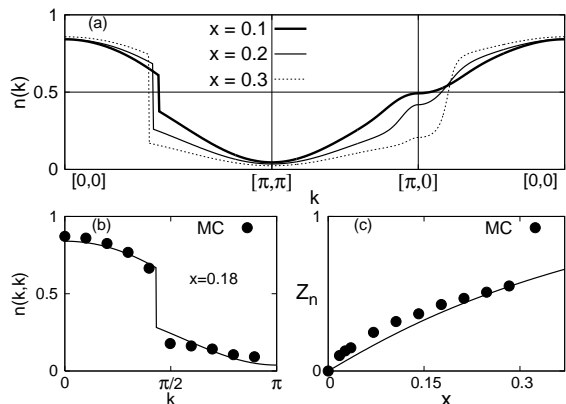 1
(a)
x = 0.1
x = 0.2
x = 0.3
n(k)
0.5
0
[0,0]
[π,π]
k
[π,0]
[0,0]
1
(b)
MC
n(k,k)
0.5
x=0.18
0
0
π/2
π
k
1
(c)
MC
Zn
0
0
0.15
0.3
x